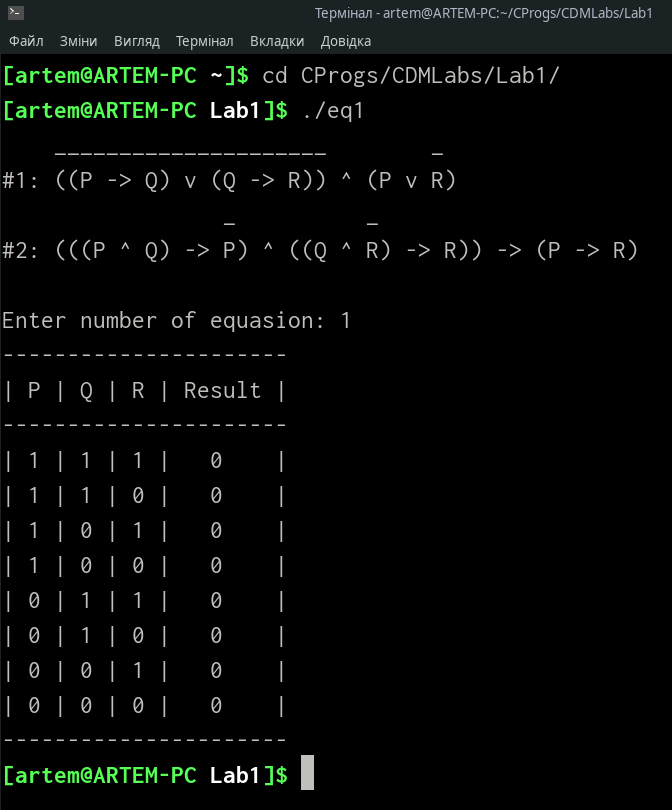 Термінал - artem@ARTEM-PC:~/CProgs/CDMLabs/Lab1
Файл Зміни Вигляд Термінал Вкладки Довідка
[artem@ARTEM-PC ~]$ cd CProgs/CDMLabs/Lab1/
[artem@ARTEM-PC Lab1]$ ./eq1
    _____________________        _
#1: ((P -> Q) v (Q -> R)) ^ (P v R)
                 _          _
#2: (((P ^ Q) -> P) ^ ((Q ^ R) -> R)) -> (P -> R)
Enter number of equasion: 1
----------------------
| P | Q | R | Result |
----------------------
| 1 | 1 | 1 |   0    |
| 1 | 1 | 0 |   0    |
| 1 | 0 | 1 |   0    |
| 1 | 0 | 0 |   0    |
| 0 | 1 | 1 |   0    |
| 0 | 1 | 0 |   0    |
| 0 | 0 | 1 |   0    |
| 0 | 0 | 0 |   0    |
----------------------
[artem@ARTEM-PC Lab1]$